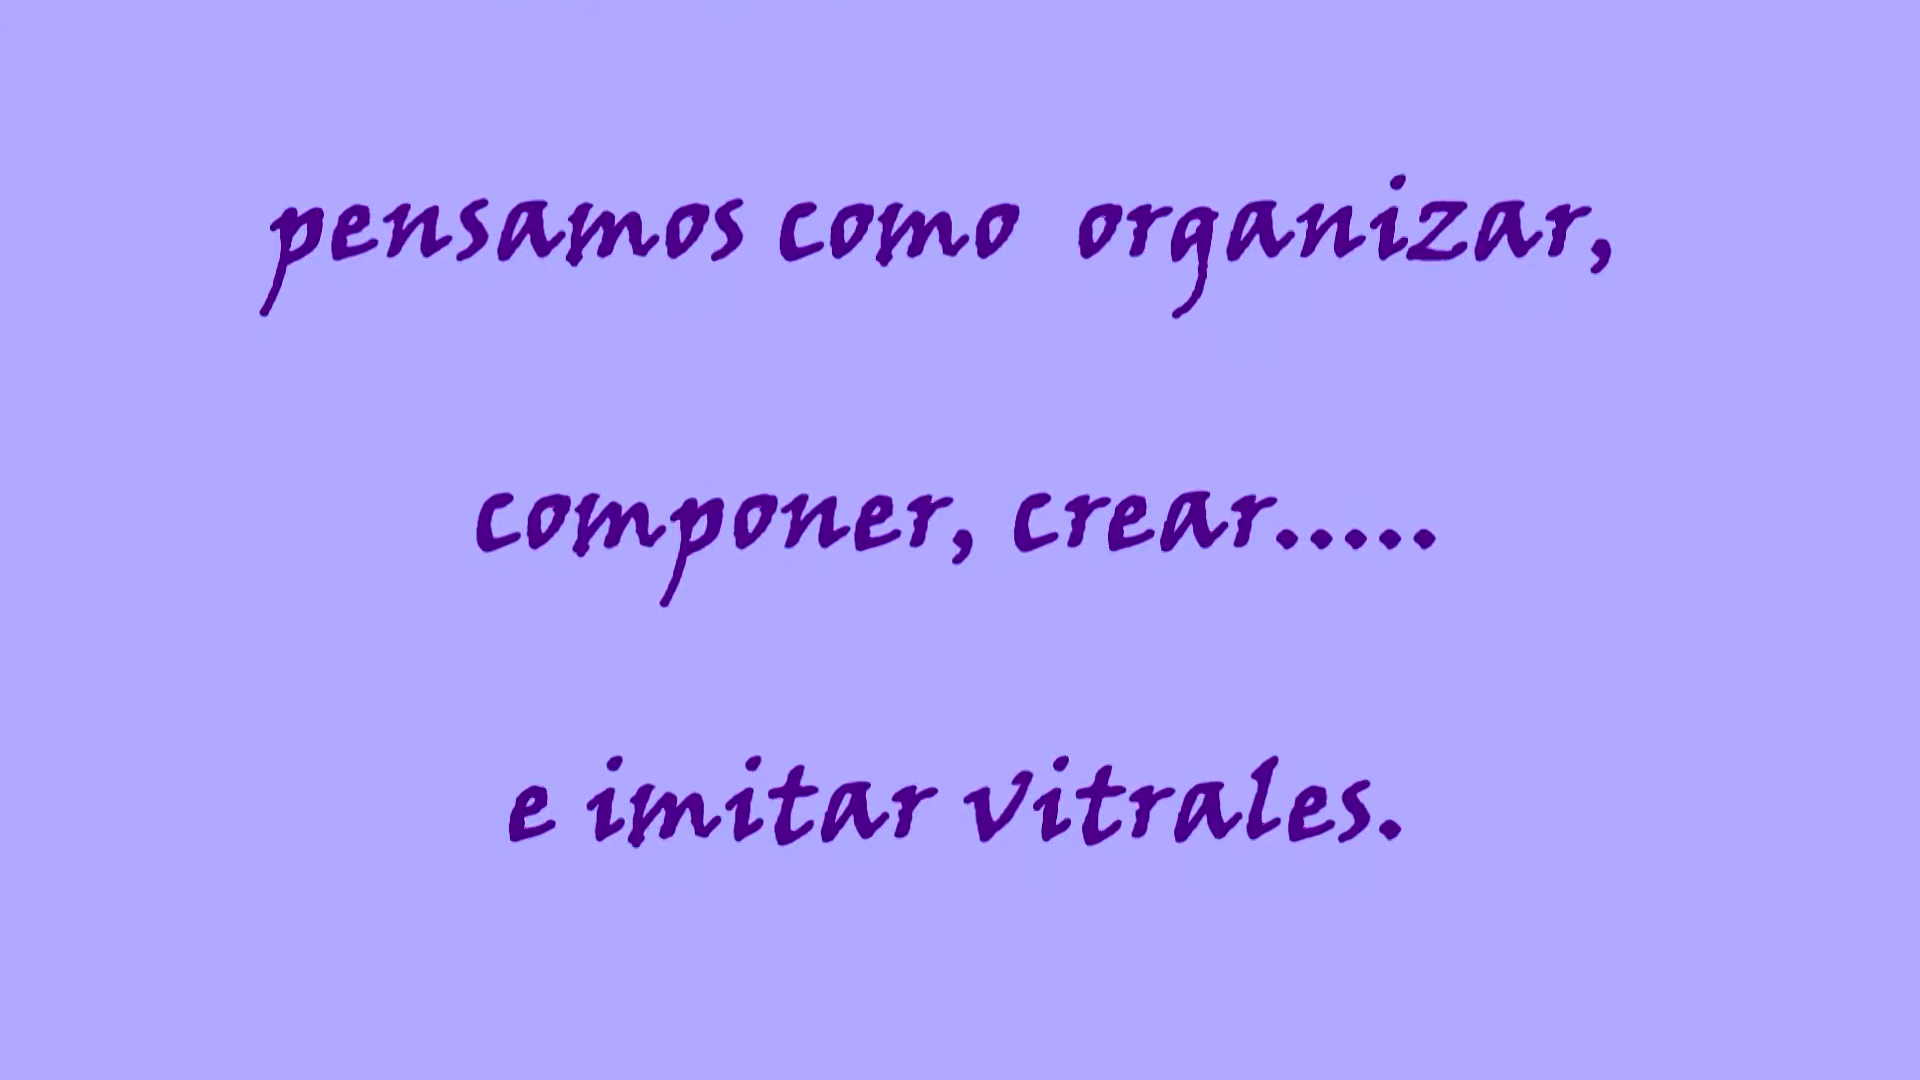 pensamos como organizar,
componer, crear.....
e imitar vitrales.